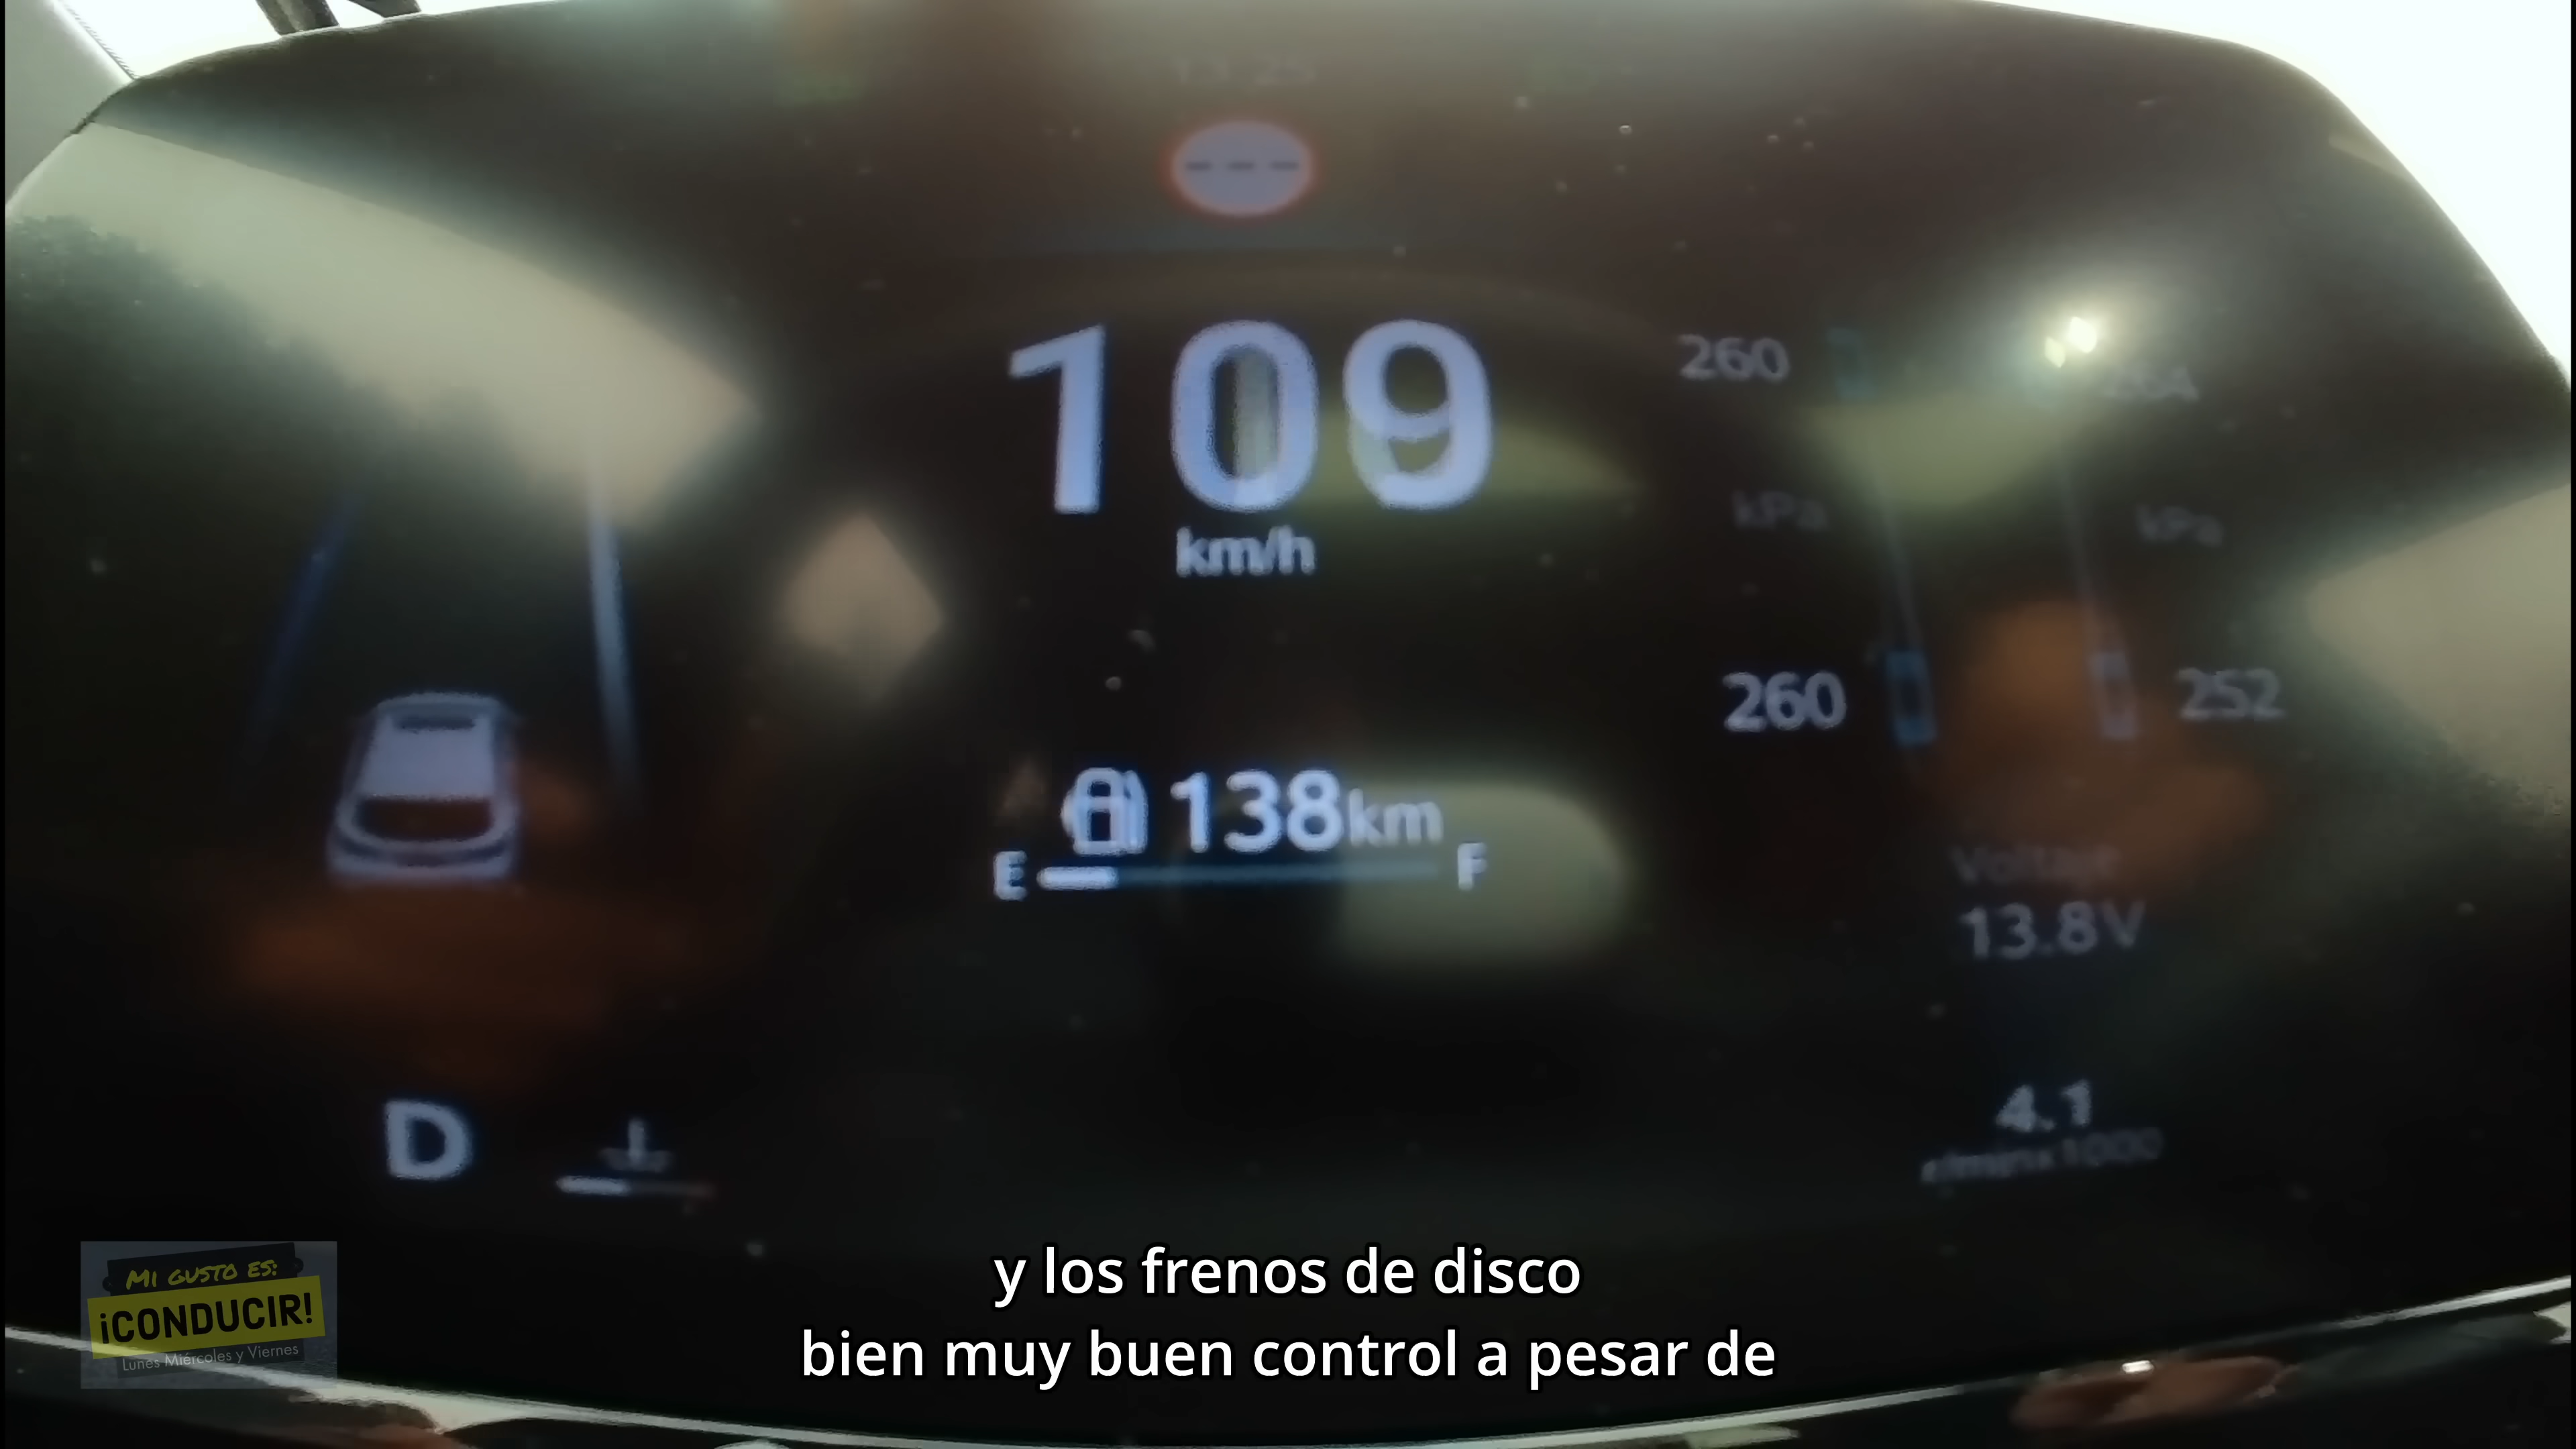 ---
109
km/h
260
kPa
kPa
260
252
138km
E
F
Voltaje
13.8V
4.1
D
MI GUSTO ES:
¡CONDUCIR!
Lunes Miércoles y Viernes
y los frenos de disco
bien muy buen control a pesar de